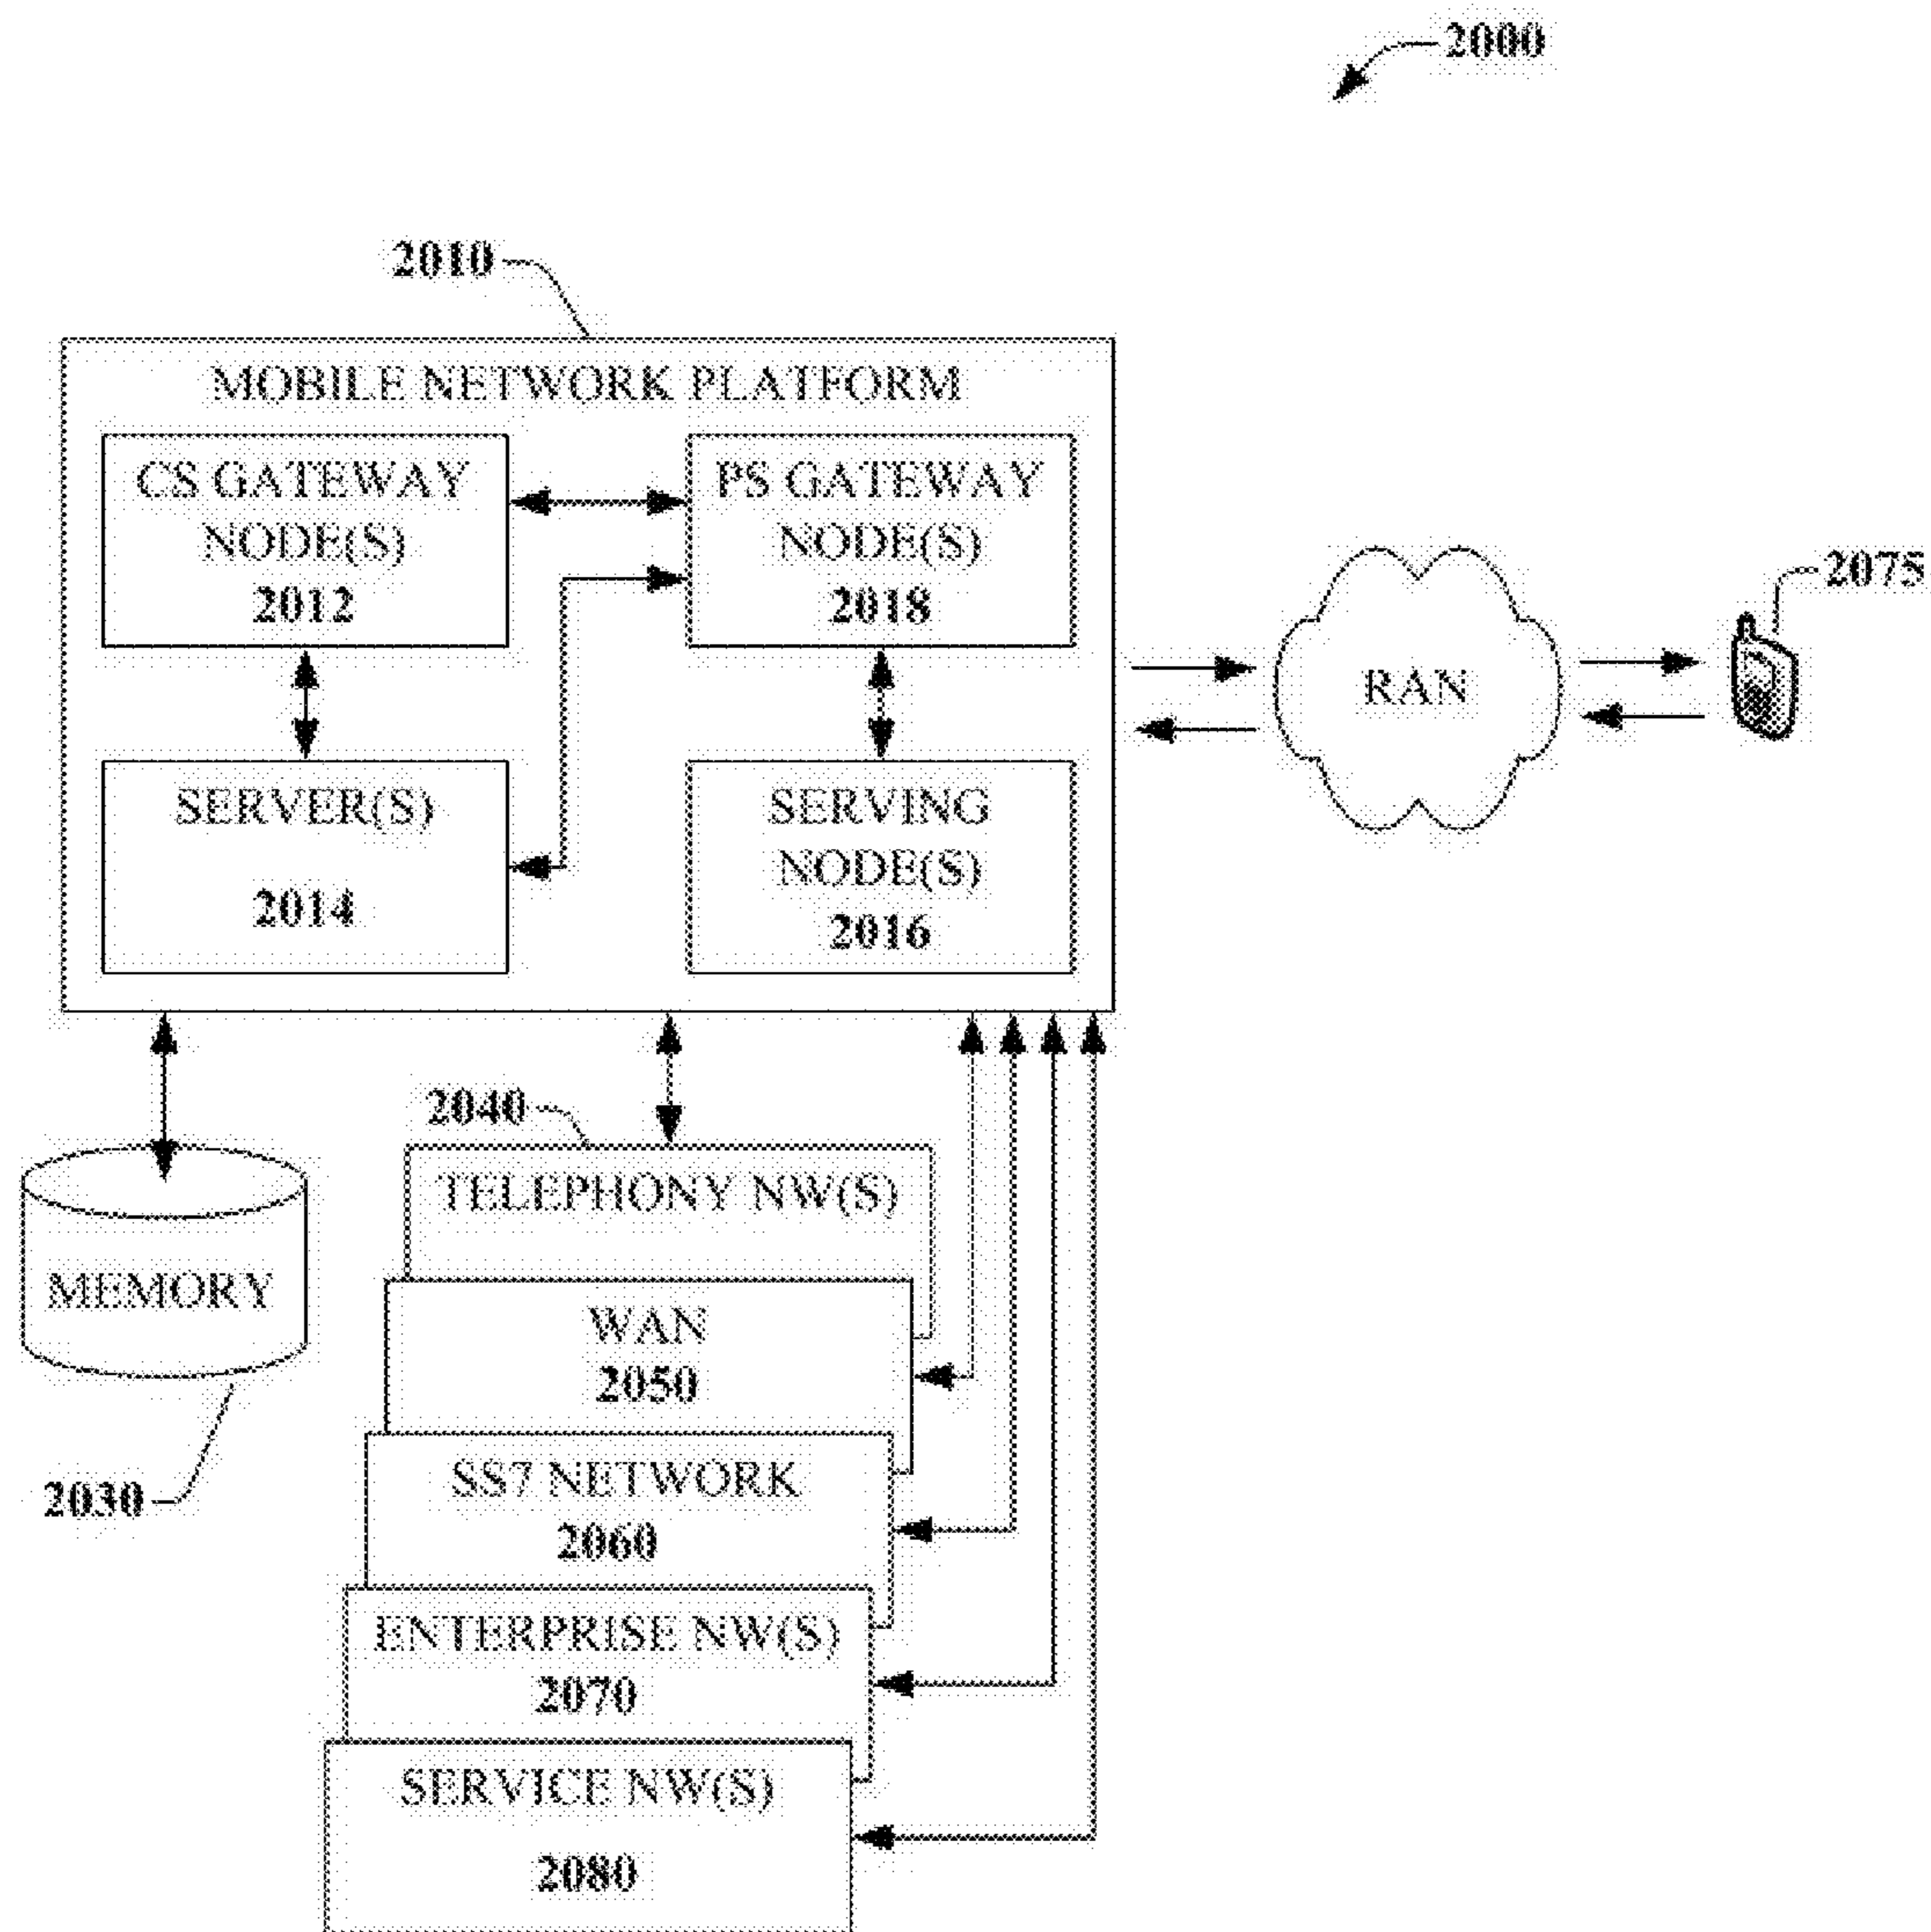 2000
2010
MOBILE NETWORK PLATFORM
CS GATEWAY
NODE(S)
2012
PS GATEWAY
NODE(S)
2018
SERVER(S)
2014
SERVING
NODE(S)
2016
RAN
2075
2040
TELEPHONY NW(S)
MEMORY
2030
WAN
2050
SS7 NETWORK
2060
ENTERPRISE NW(S)
2070
SERVICE NW(S)
2080